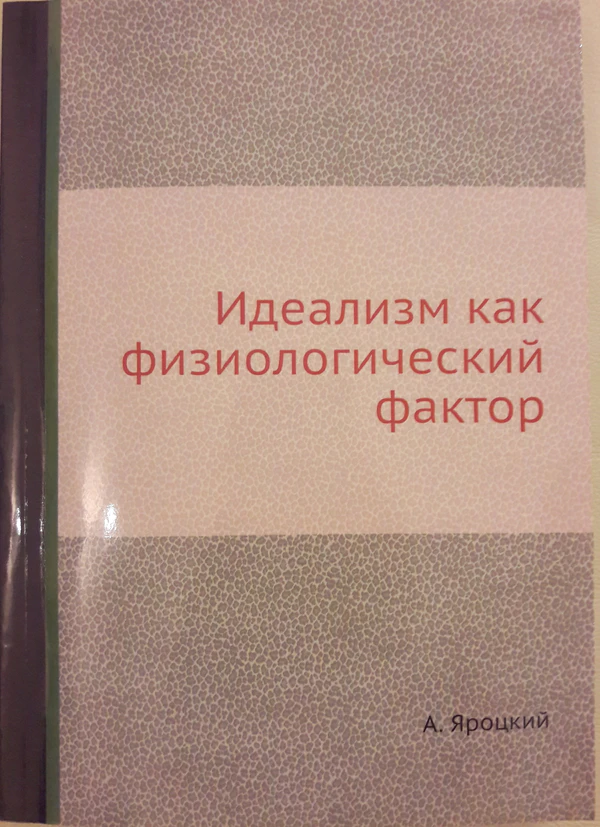 Идеализм как
физиологический
фактор
А. Яроцкий